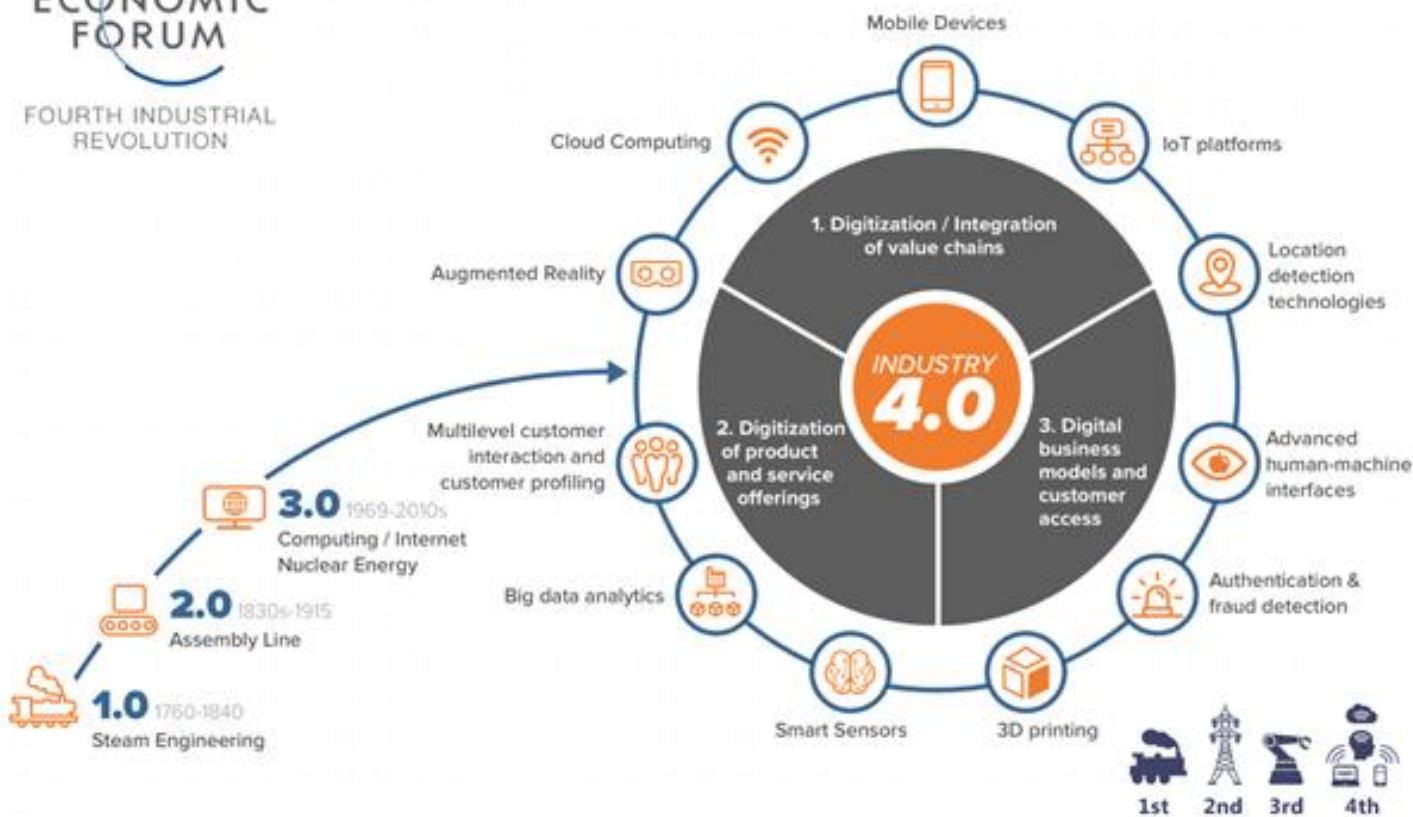 ECONOMIC
FORUM
FOURTH INDUSTRIAL
REVOLUTION
Mobile Devices
Cloud Computing
IoT platforms
Augmented Reality
Location
detection
technologies
1. Digitization / Integration
of value chains
INDUSTRY
4.0
2. Digitization
of product
and service
offerings
3. Digital
business
models and
customer
access
Multilevel customer
interaction and
customer profiling
Advanced
human-machine
interfaces
Big data analytics
Authentication &
fraud detection
Smart Sensors
3D printing
3.0 1969-2010s
Computing / Internet
Nuclear Energy
2.0 1830s-1915
Assembly Line
1.0 1760-1840
Steam Engineering
1st 2nd 3rd 4th